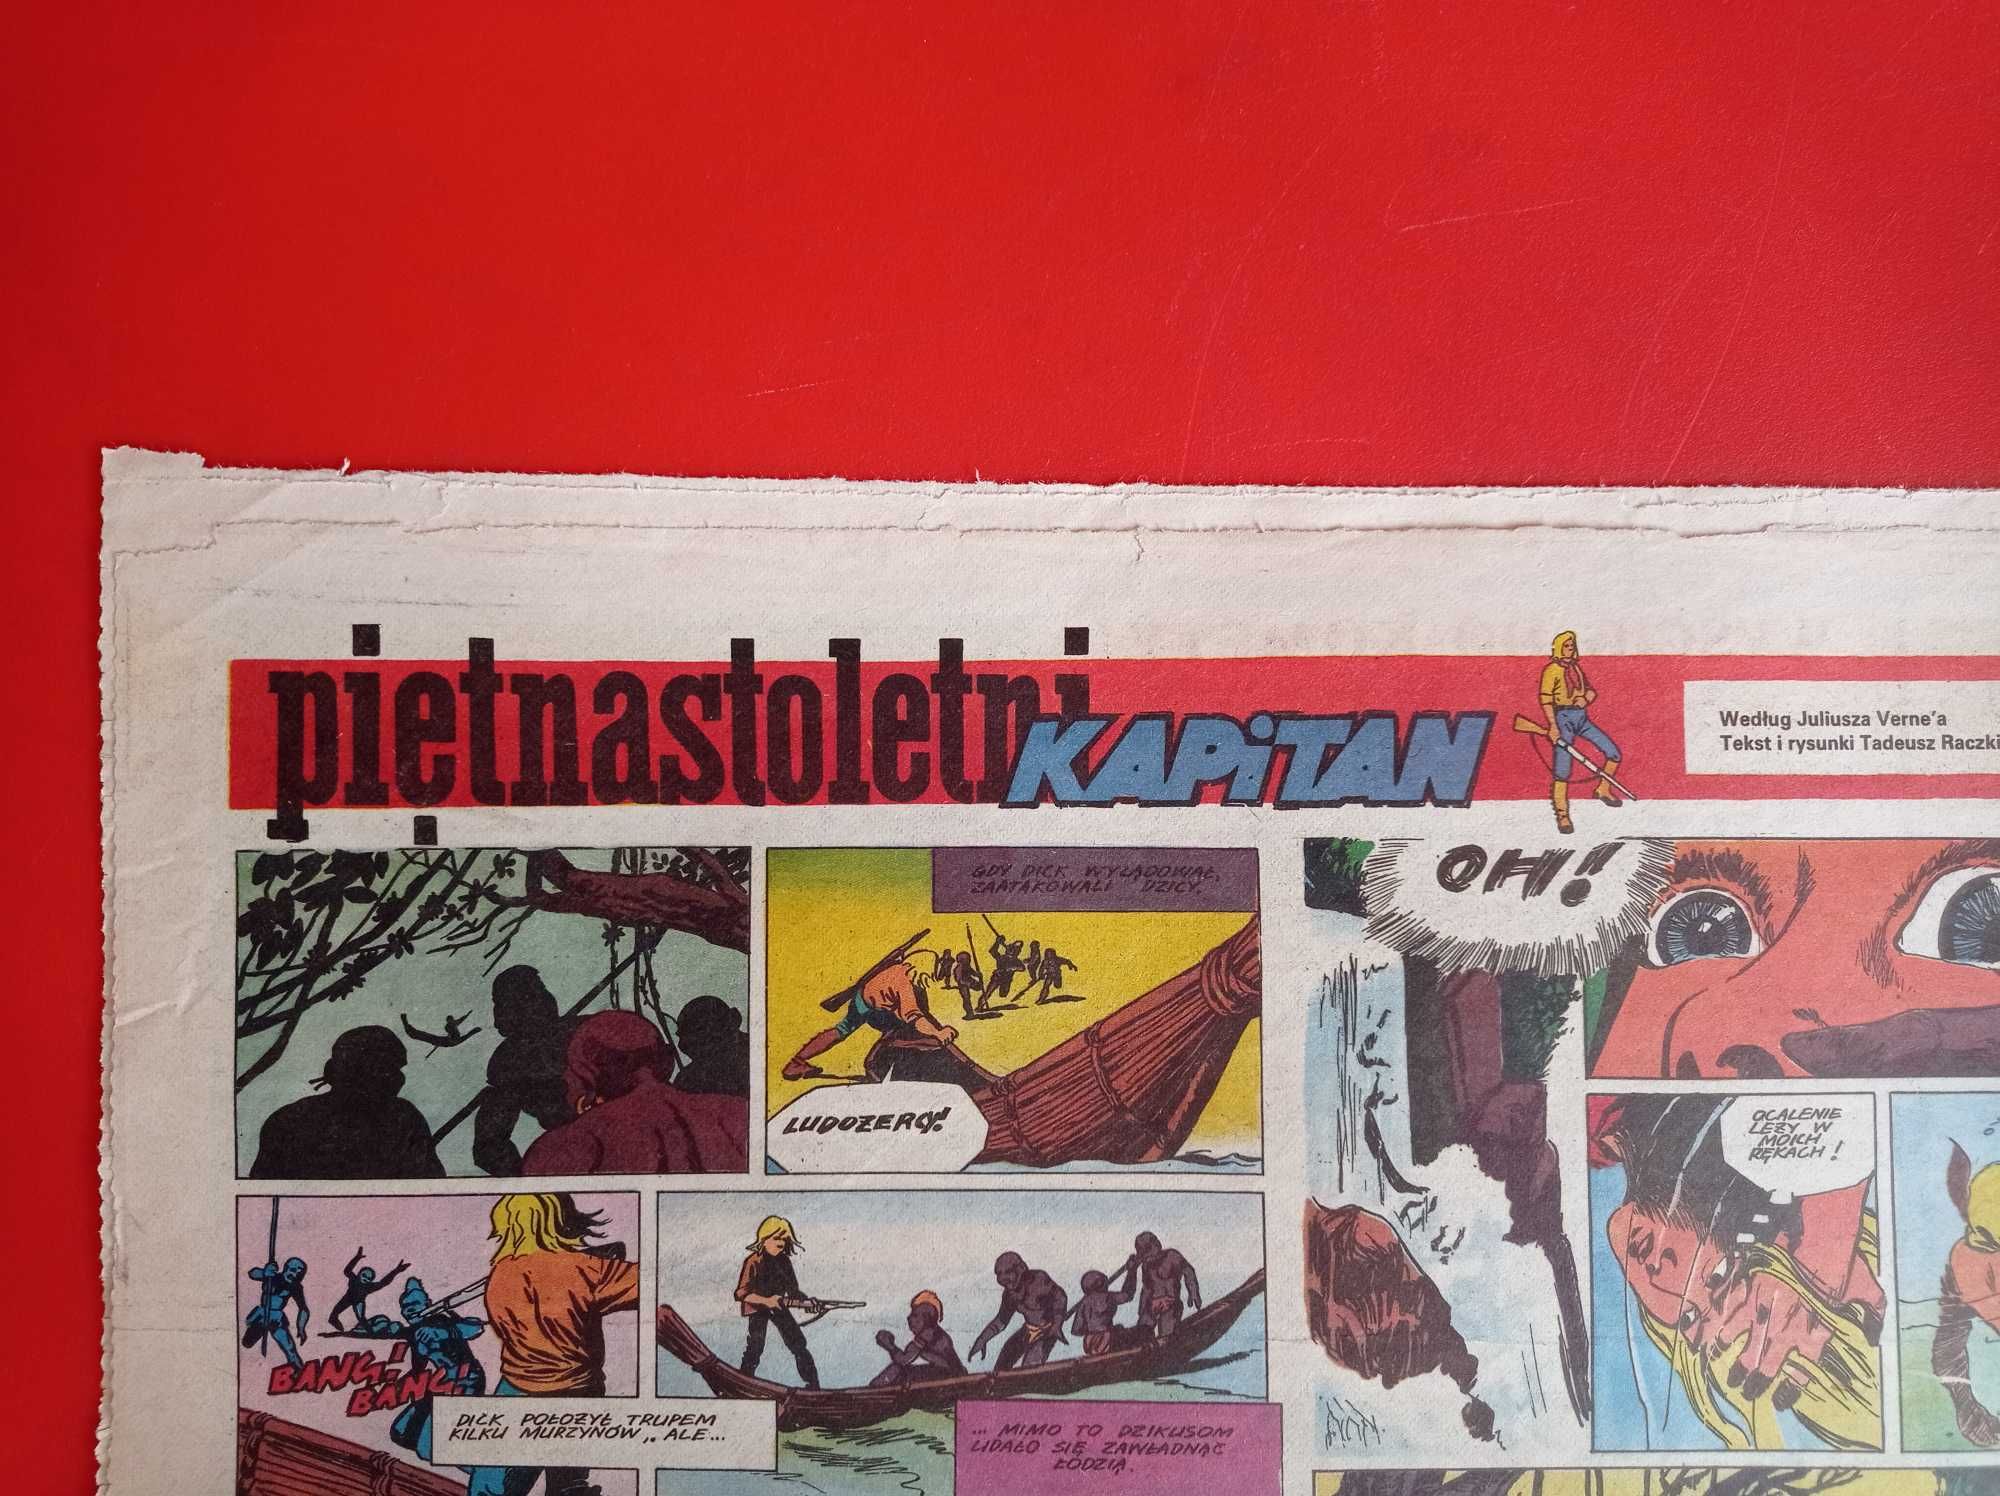 piętnastoletni
KAPiTAN
Według Juliusza Verne'a
Tekst i rysunki Tadeusz Raczki
GDY DICK WYLĄDOWAŁ,
ZAATAKOWALI DZICY.
LUDOŻERCY!
OH!
OCALENIE
LEŻY W
MOICH
RĘKACH!
BANG!
BANG!
DICK POŁOŻYŁ TRUPEM
KILKU MURZYNÓW, ALE...
... MIMO TO DZIKUSOM
UDAŁO SIĘ ZAWŁADNĄĆ
ŁODZIĄ.